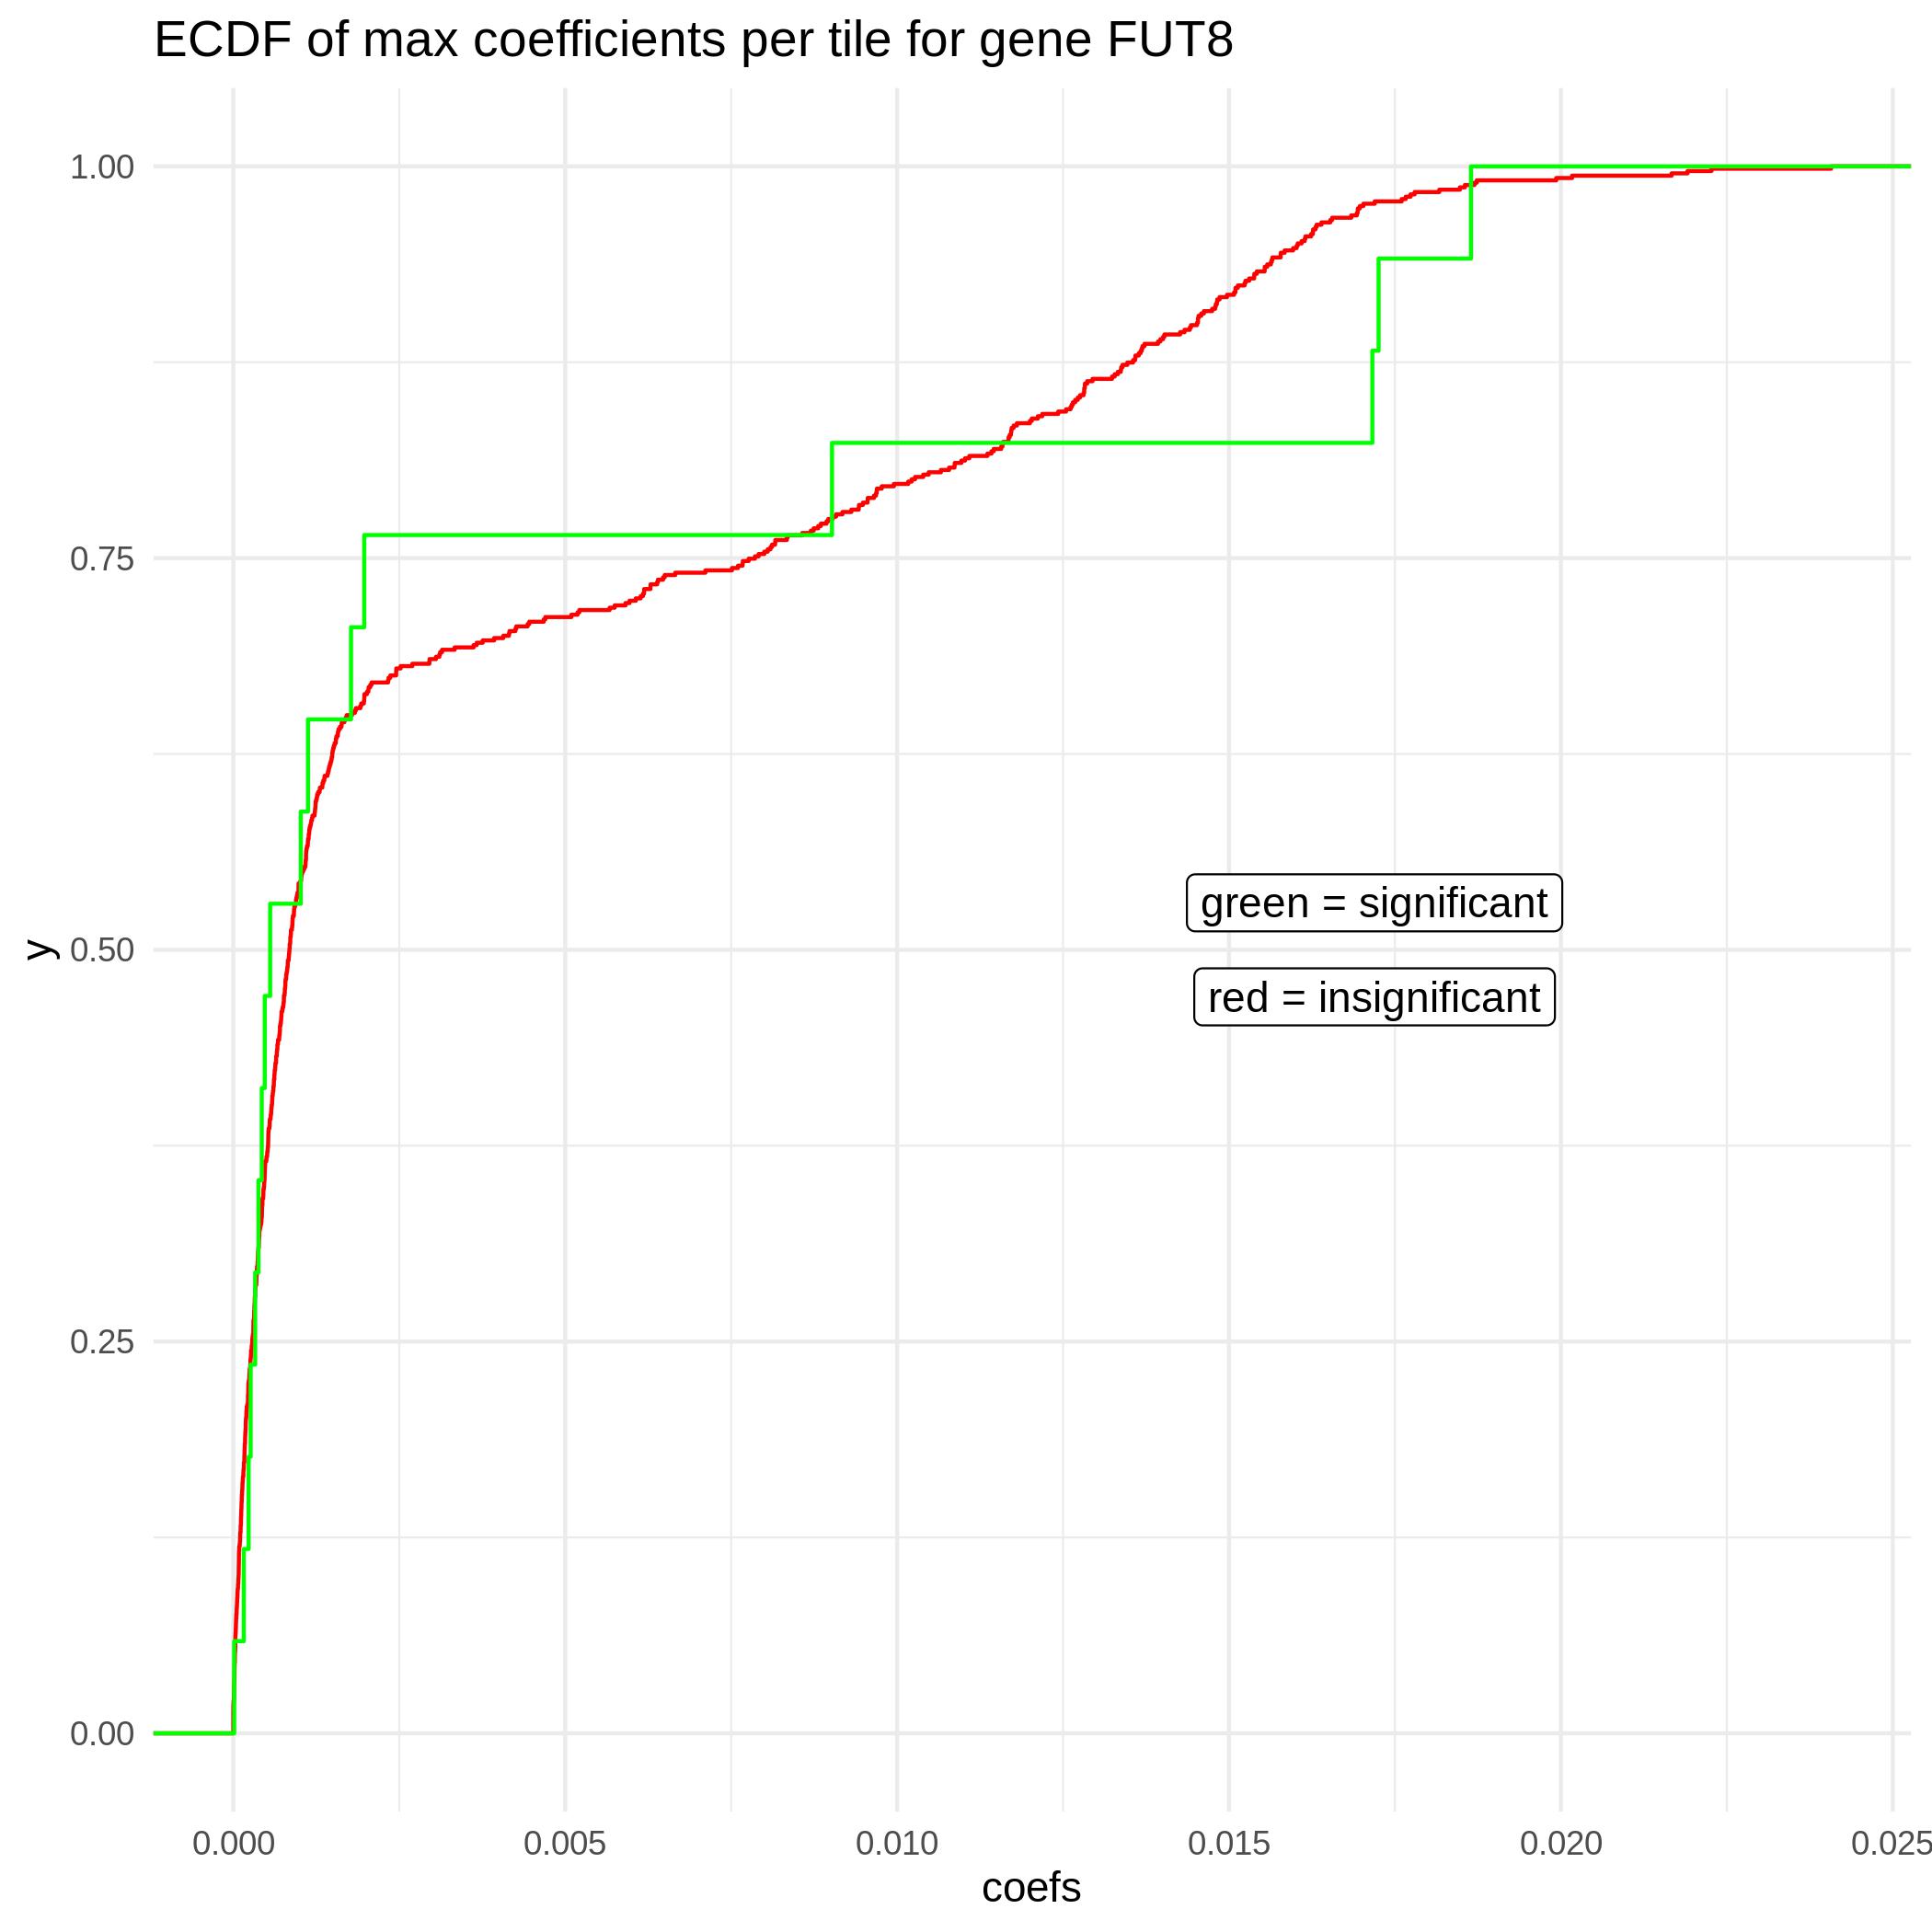 ECDF of max coefficients per tile for gene FUT8
1.00
0.75
0.50
0.25
0.00
y
green = significant
red = insignificant
0.000 0.005 0.010 0.015 0.020 0.025
coefs